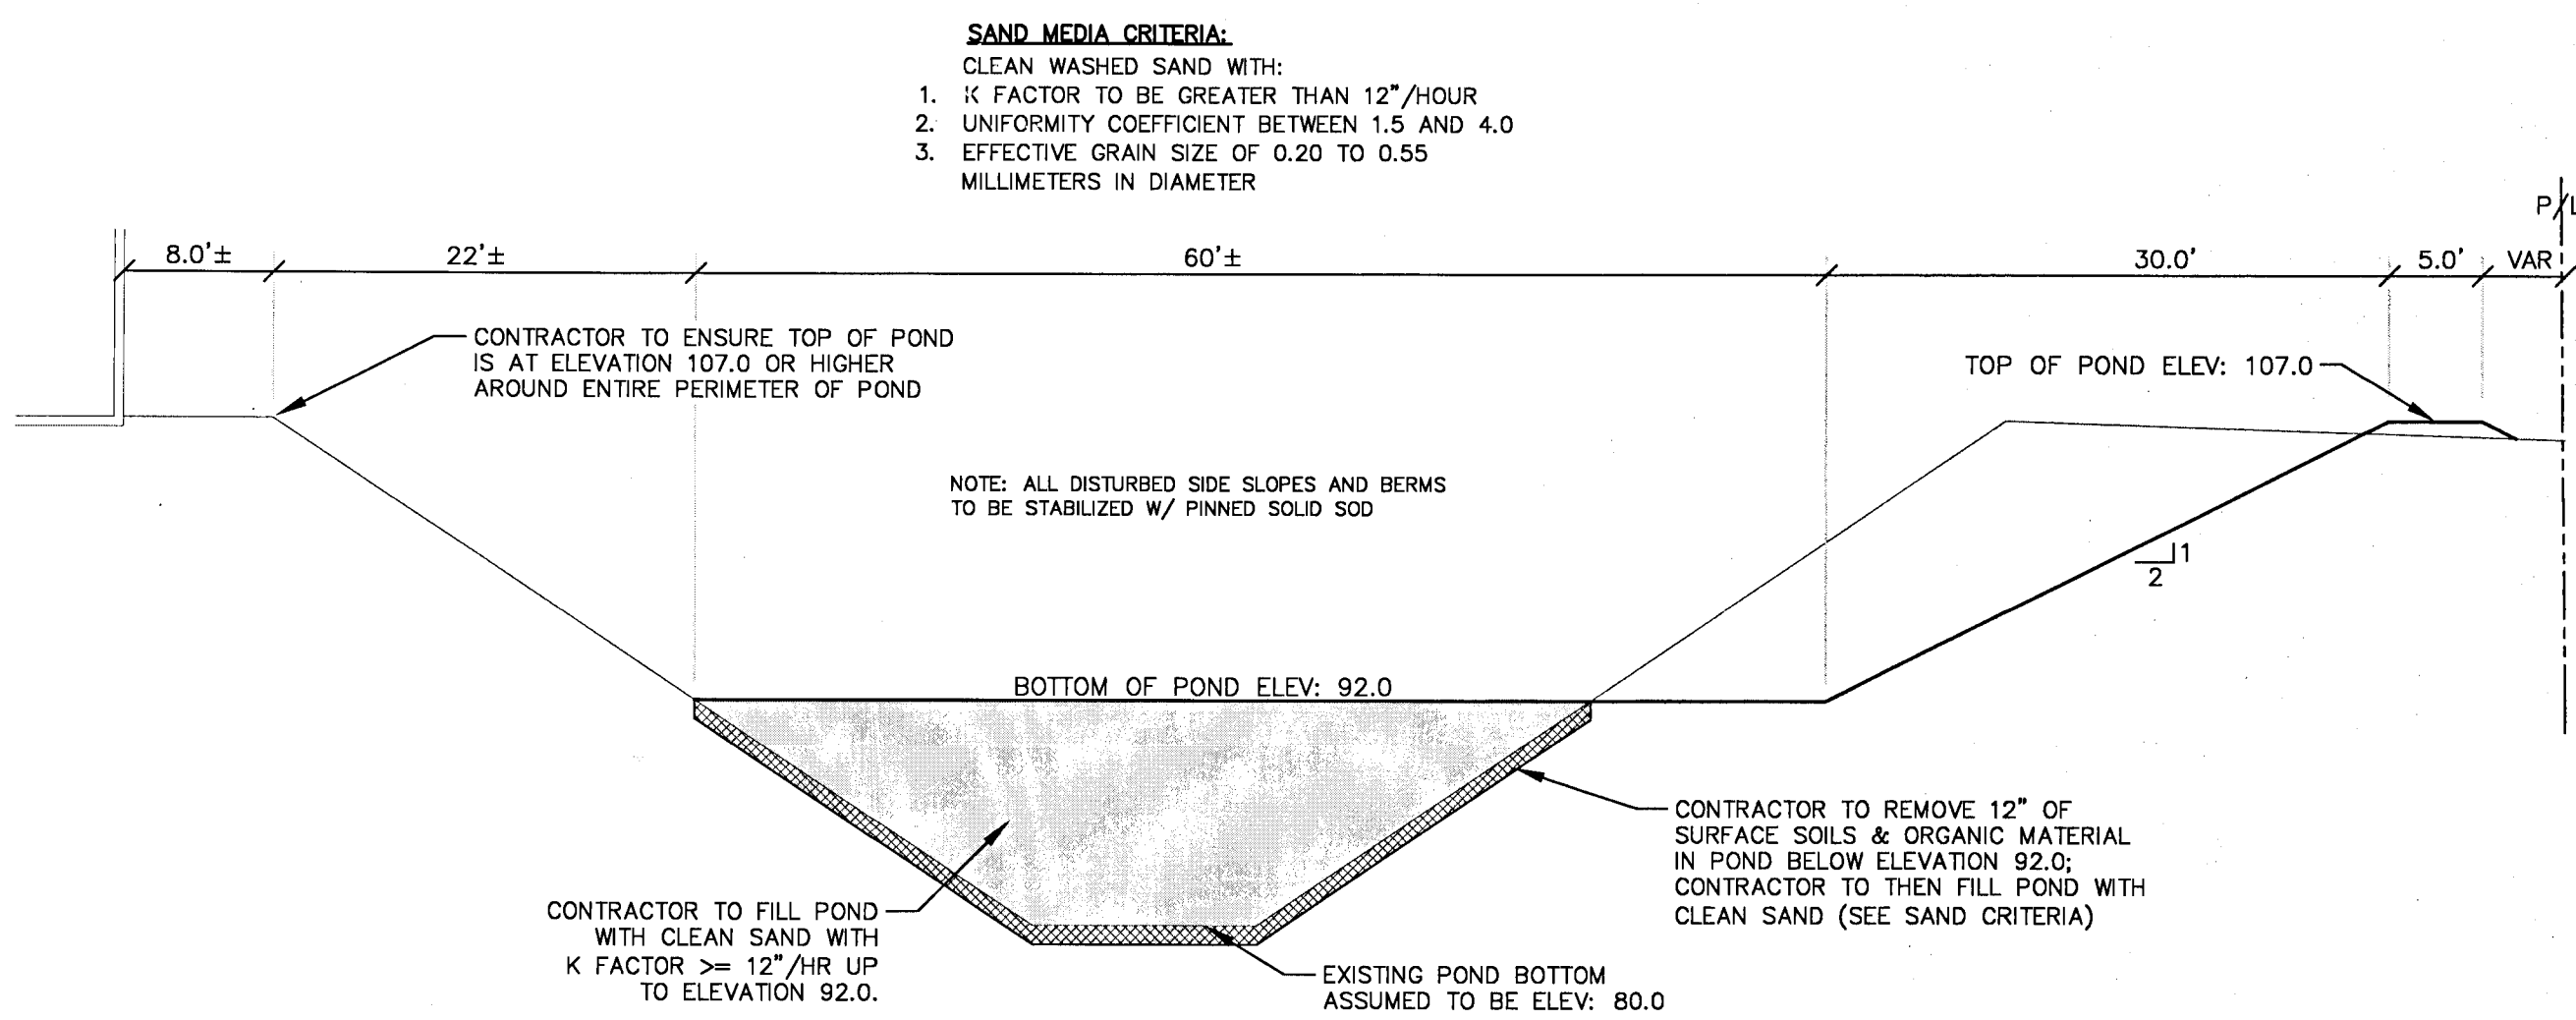 SAND MEDIA CRITERIA:
CLEAN WASHED SAND WITH:
1. K FACTOR TO BE GREATER THAN 12"/HOUR
2. UNIFORMITY COEFFICIENT BETWEEN 1.5 AND 4.0
3. EFFECTIVE GRAIN SIZE OF 0.20 TO 0.55
MILLIMETERS IN DIAMETER
P/L
8.0'±
22'±
60'±
30.0'
5.0'
VAR
CONTRACTOR TO ENSURE TOP OF POND
IS AT ELEVATION 107.0 OR HIGHER
AROUND ENTIRE PERIMETER OF POND
TOP OF POND ELEV: 107.0
NOTE: ALL DISTURBED SIDE SLOPES AND BERMS
TO BE STABILIZED W/ PINNED SOLID SOD
1
2
BOTTOM OF POND ELEV: 92.0
CONTRACTOR TO REMOVE 12" OF
SURFACE SOILS & ORGANIC MATERIAL
IN POND BELOW ELEVATION 92.0;
CONTRACTOR TO THEN FILL POND WITH
CLEAN SAND (SEE SAND CRITERIA)
CONTRACTOR TO FILL POND
WITH CLEAN SAND WITH
K FACTOR >= 12"/HR UP
TO ELEVATION 92.0.
EXISTING POND BOTTOM
ASSUMED TO BE ELEV: 80.0